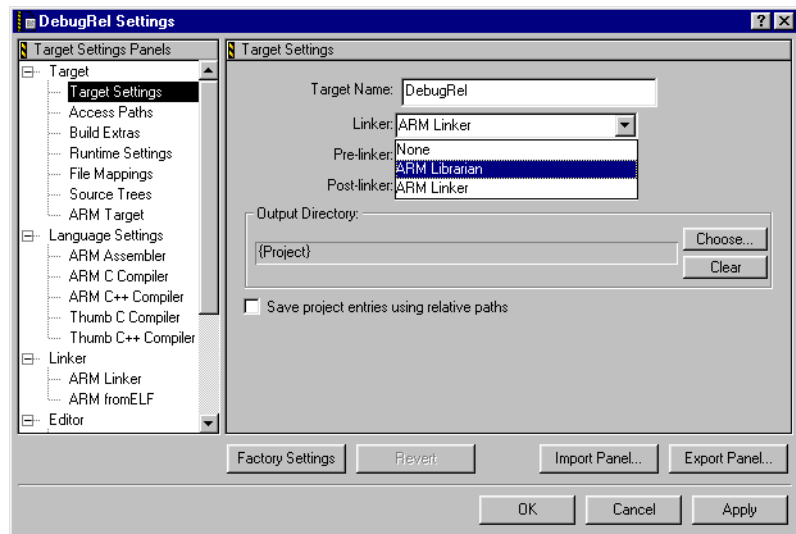 DebugRel Settings
Target Settings Panels
Target
Target Settings
Access Paths
Build Extras
Runtime Settings
File Mappings
Source Trees
ARM Target
Language Settings
ARM Assembler
ARM C Compiler
ARM C++ Compiler
Thumb C Compiler
Thumb C++ Compiler
Linker
ARM Linker
ARM fromELF
Editor
Target Settings
Target Name: DebugRel
Linker: ARM Linker
Pre-linker: None
ARM Librarian
Post-linker: ARM Linker
Output Directory:
{Project}
Choose...
Clear
Save project entries using relative paths
Factory Settings
Revert
Import Panel...
Export Panel...
OK
Cancel
Apply